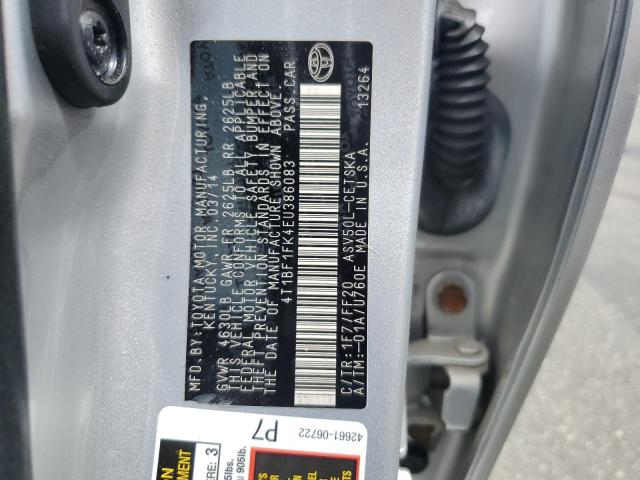 MFD. BY: TOYOTA MOTOR MANUFACTURING,
KENTUCKY, INC. 03/14
GVWR 4630LB GAWR FR 2625LB RR 2625LB
THIS VEHICLE CONFORMS TO ALL APPLICABLE
FEDERAL MOTOR VEHICLE SAFETY, BUMPER, AND
THEFT PREVENTION STANDARDS IN EFFECT ON
THE DATE OF MANUFACTURE SHOWN ABOVE.
4T1BF1FK4EU386083 PASS. CAR
C/TR: 1F7/FF20 ASV50L-CETSKA
A/TM: -01A/U760E MADE IN U.S.A. 13264
42661-06722
P7
3